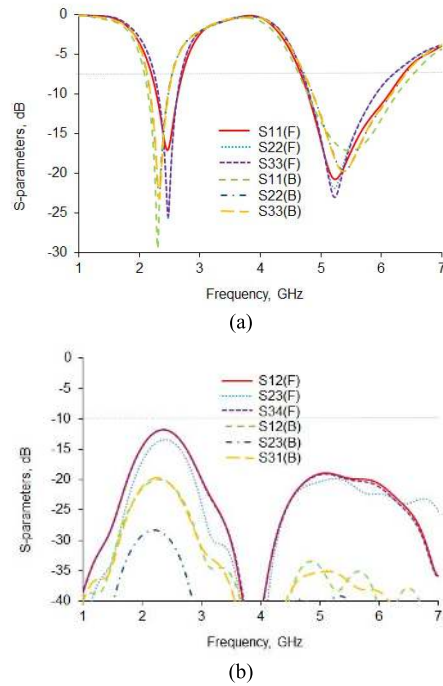 0
-5
-10
-15
-20
-25
-30
S-parameters, dB
S11(F)
S22(F)
S33(F)
S11(B)
S22(B)
S33(B)
1 2 3 4 5 6 7
Frequency, GHz
(a)
0
-5
-10
-15
-20
-25
-30
-35
-40
S-parameters, dB
S12(F)
S23(F)
S34(F)
S12(B)
S23(B)
S31(B)
1 2 3 4 5 6 7
Frequency, GHz
(b)